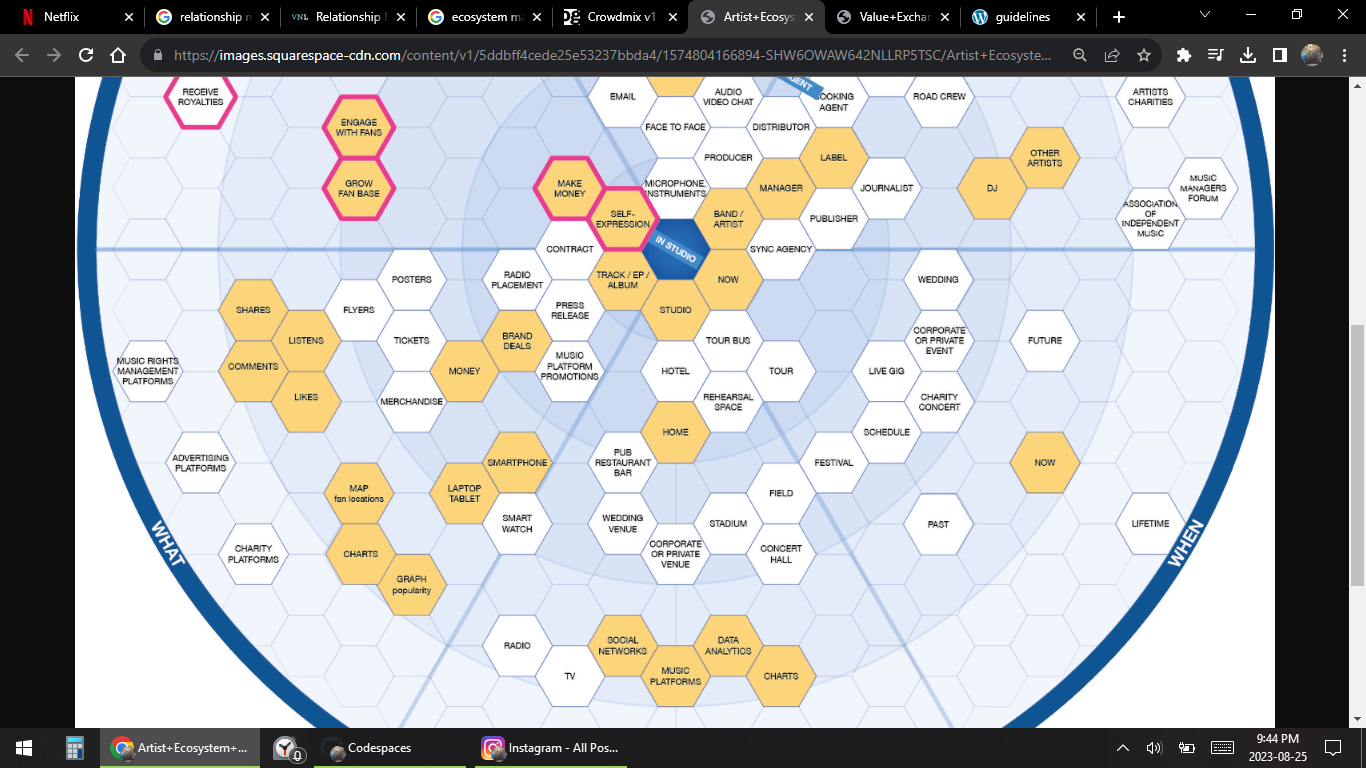 Netflix
relationship n
Relationship M
ecosystem ma
Crowdmix v1
Artist+Ecosys
Value+Exchan
guidelines
https://images.squarespace-cdn.com/content/v1/5ddbff4cede25e53237bbda4/1574804166894-SHW6OWAW642NLLRP5TSC/Artist+Ecosyste...
RECEIVE
ROYALTIES
ENGAGE
WITH FANS
GROW
FAN BASE
MAKE
MONEY
SELF-
EXPRESSION
EMAIL
AUDIO
VIDEO CHAT
FACE TO FACE
PRODUCER
MICROPHONE,
INSTRUMENTS
GENT
OOKING
AGENT
DISTRIBUTOR
LABEL
MANAGER
BAND /
ARTIST
JOURNALIST
PUBLISHER
SYNC AGENCY
ROAD CREW
DJ
OTHER
ARTISTS
ARTISTS
CHARITIES
MUSIC
MANAGERS
FORUM
ASSOCIATION
OF
INDEPENDENT
MUSIC
IN STUDIO
CONTRACT
TRACK / EP /
ALBUM
RADIO
PLACEMENT
PRESS
RELEASE
BRAND
DEALS
MUSIC
PLATFORM
PROMOTIONS
POSTERS
FLYERS
TICKETS
MONEY
MERCHANDISE
SHARES
LISTENS
COMMENTS
LIKES
MUSIC RIGHTS
MANAGEMENT
PLATFORMS
ADVERTISING
PLATFORMS
CHARITY
PLATFORMS
MAP
fan locations
CHARTS
GRAPH
popularity
LAPTOP
TABLET
SMARTPHONE
SMART
WATCH
WHAT
NOW
STUDIO
TOUR BUS
HOTEL
REHEARSAL
SPACE
HOME
PUB
RESTAURANT
BAR
WEDDING
VENUE
CORPORATE
OR PRIVATE
VENUE
STADIUM
FIELD
CONCERT
HALL
RADIO
TV
SOCIAL
NETWORKS
MUSIC
PLATFORMS
DATA
ANALYTICS
CHARTS
TOUR
WEDDING
CORPORATE
OR PRIVATE
EVENT
LIVE GIG
CHARITY
CONCERT
SCHEDULE
FESTIVAL
FUTURE
NOW
PAST
LIFETIME
WHEN
Artist+Ecosystem+...
0
Codespaces
Instagram - All Pos...
9:44 PM
2023-08-25